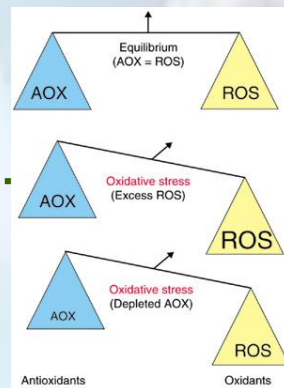 Equilibrium
(AOX = ROS)
AOX
ROS
Oxidative stress
(Excess ROS)
AOX
ROS
Oxidative stress
(Depleted AOX)
AOX
ROS
Antioxidants
Oxidants